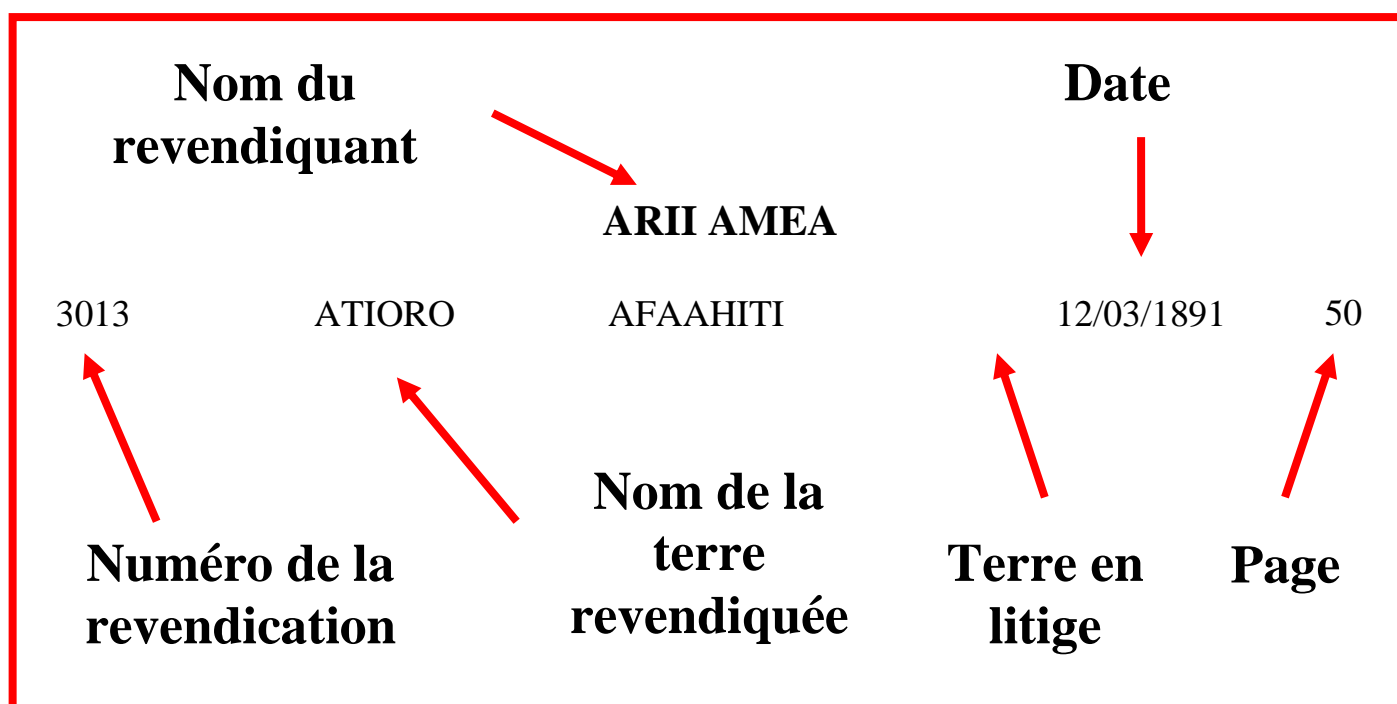 Nom du
revendiquant
Date
ARII AMEA
3013 ATIORO AFAAHITI 12/03/1891 50
Numéro de la
revendication
Nom de la
terre
revendiquée
Terre en
litige
Page